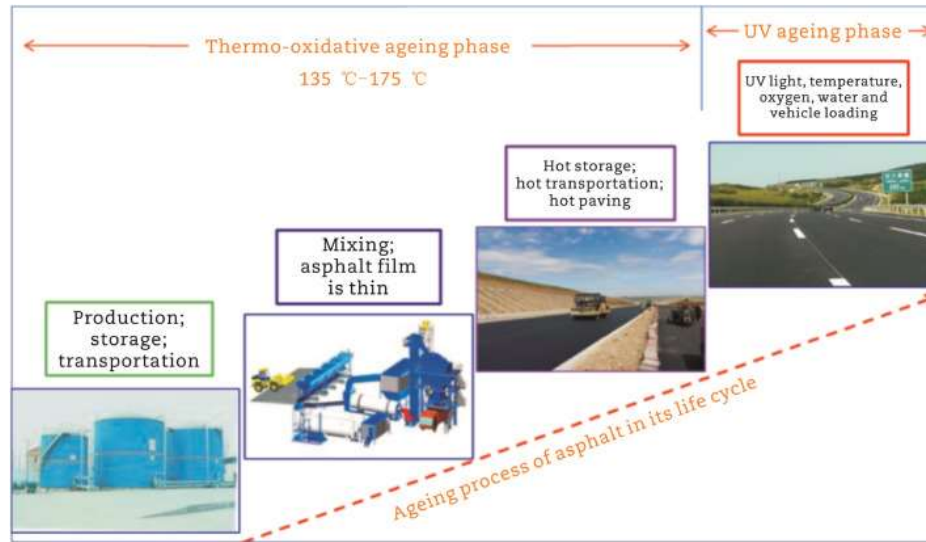 Thermo-oxidative ageing phase
135 ℃–175 ℃
UV ageing phase
UV light, temperature,
oxygen, water and
vehicle loading
Hot storage;
hot transportation;
hot paving
Mixing;
asphalt film
is thin
Production;
storage;
transportation
Ageing process of asphalt in its life cycle